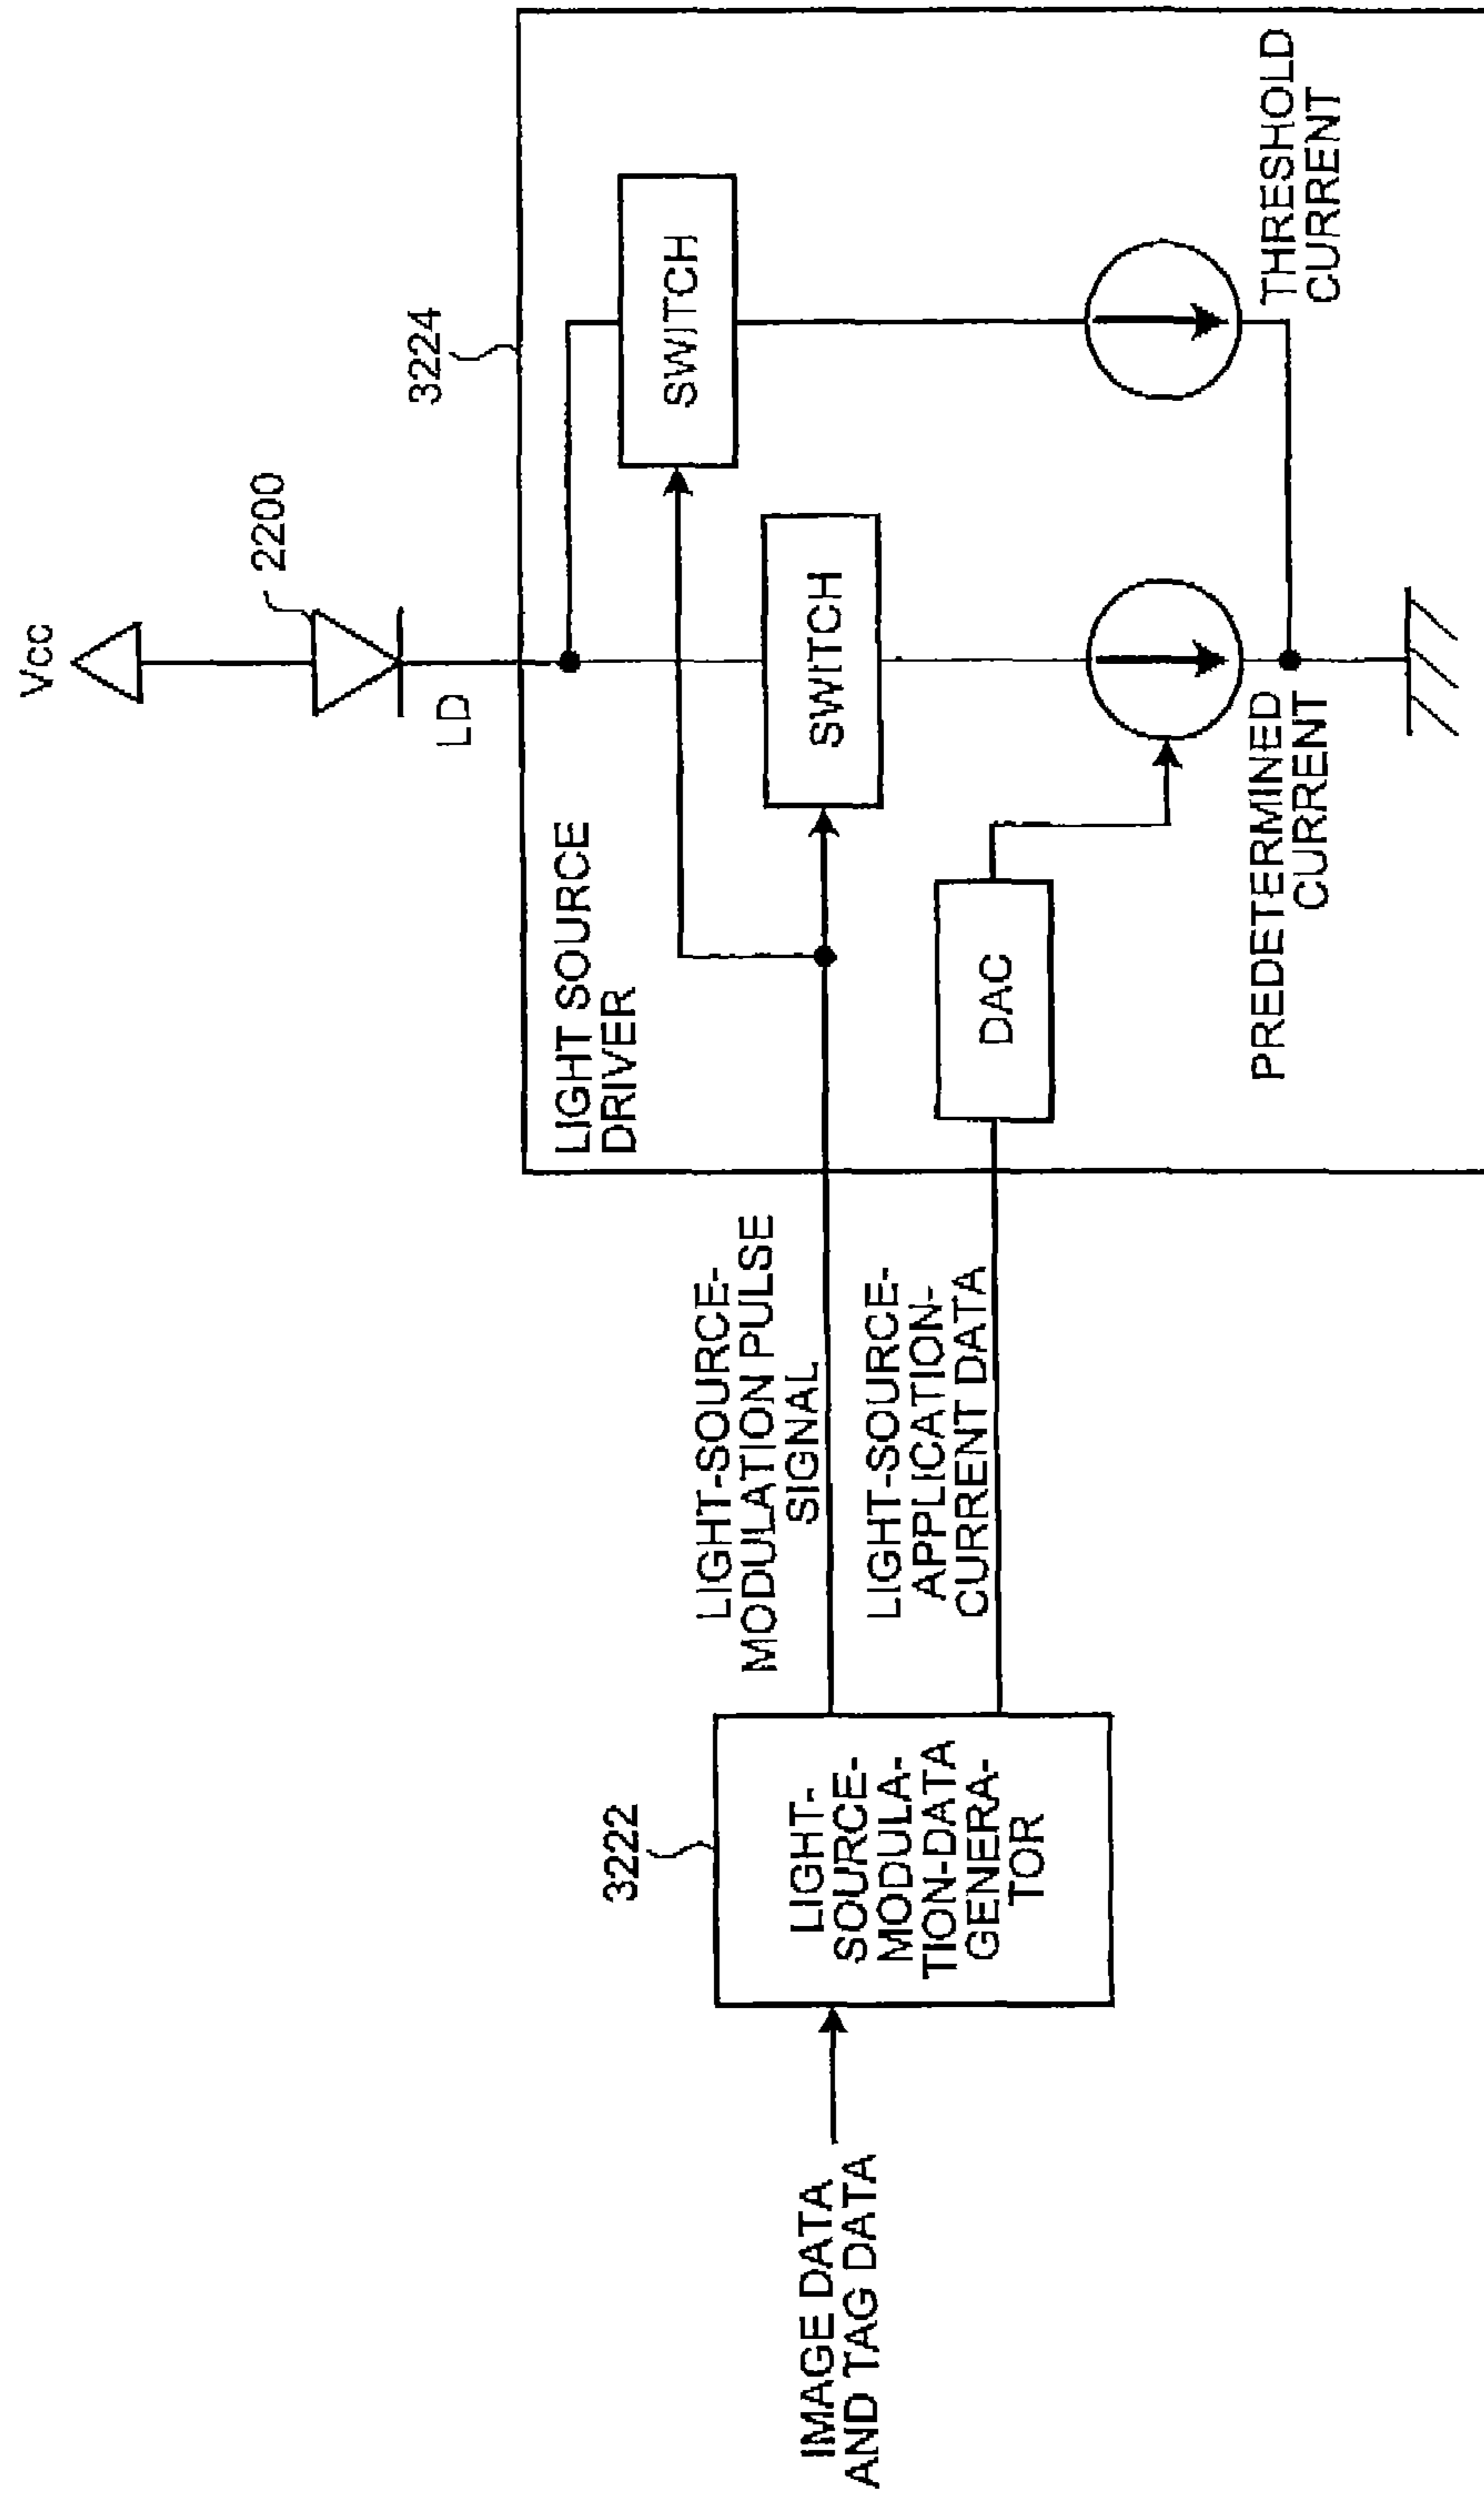 Vcc
2200
LD
3224
LIGHT SOURCE
DRIVER
SWITCH
SWITCH
DAC
PREDETERMINED
CURRENT
THRESHOLD
CURRENT
LIGHT-SOURCE-
MODULATION PULSE
SIGNAL
LIGHT-SOURCE-
APPLICATION-
CURRENT DATA
3222
LIGHT-
SOURCE-
MODULA-
TION-DATA
GENERA-
TOR
IMAGE DATA
AND TAG DATA